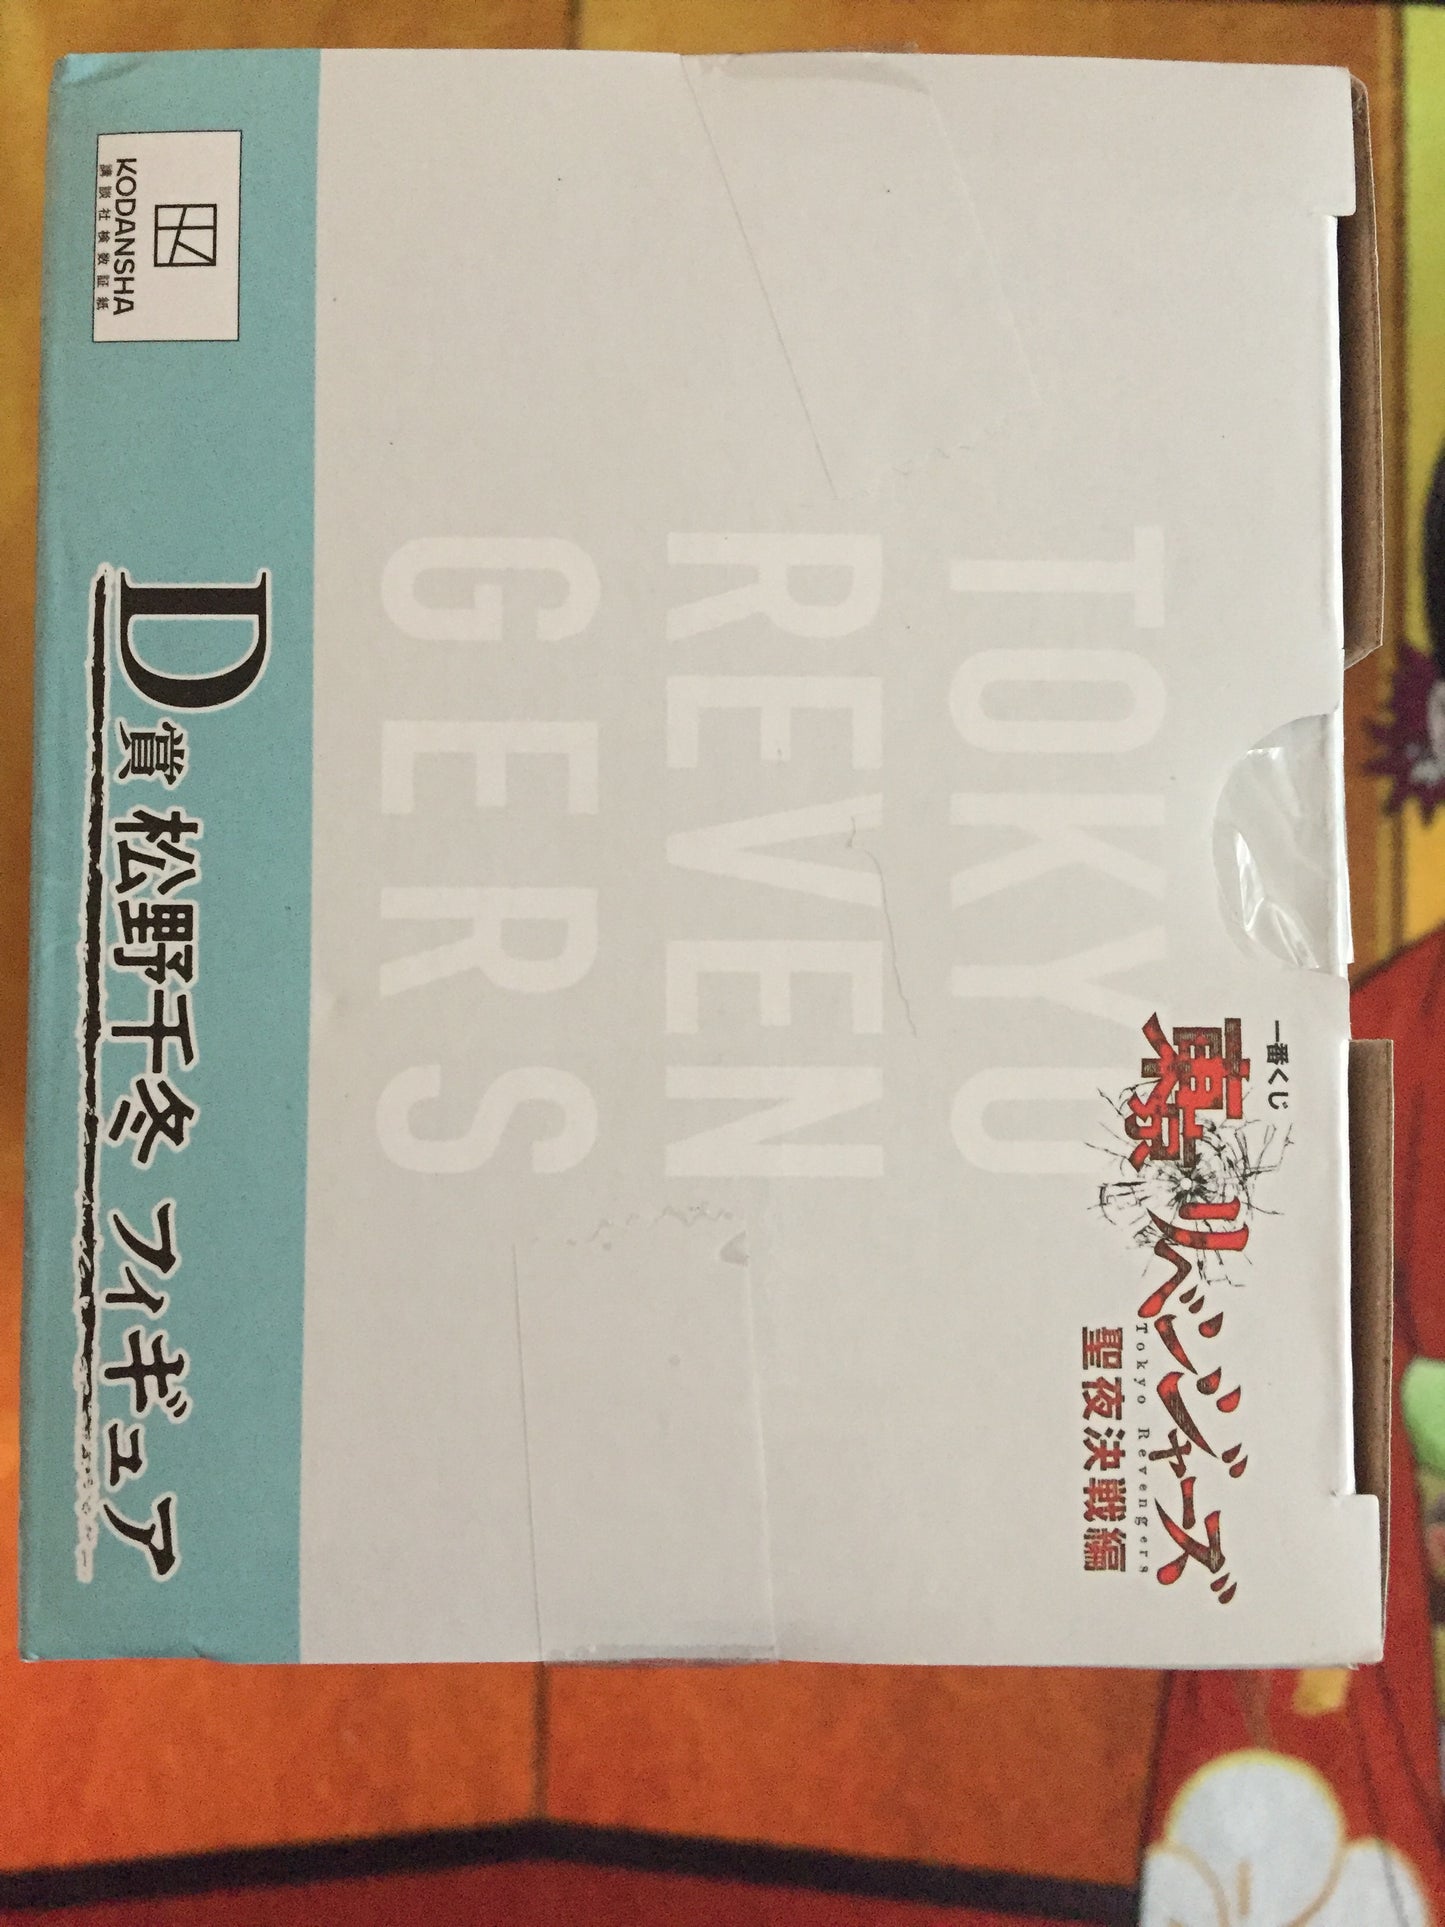 一番くじ
東京リベンジャーズ
Tokyo Revengers
聖夜決戦編
TOKYO
REVEN
GERS
KODANSHA
講談社検数証紙
D賞 松野千冬 フィギュア